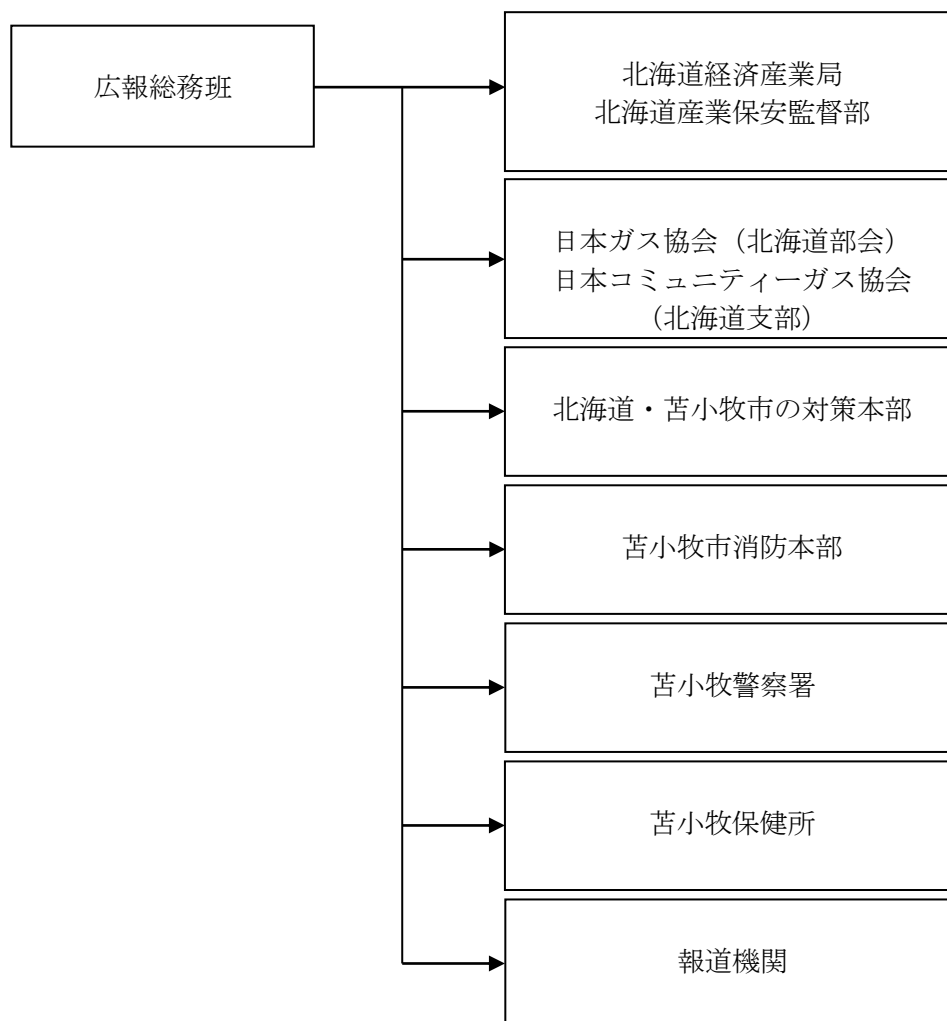 広報総務班
北海道経済産業局
北海道産業保安監督部
日本ガス協会（北海道部会）
日本コミュニティーガス協会
（北海道支部）
北海道・苫小牧市の対策本部
苫小牧市消防本部
苫小牧警察署
苫小牧保健所
報道機関